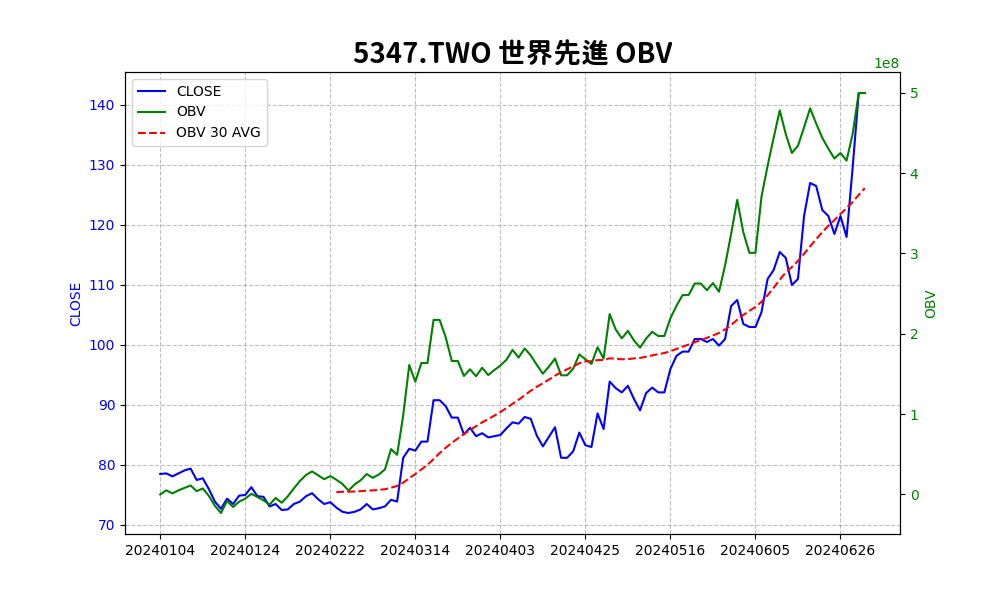 5347.TWO 世界先進 OBV
1e8
CLOSE
OBV
OBV 30 AVG
140
130
120
110
100
90
80
70
CLOSE
5
4
3
2
1
0
OBV
20240104 20240124 20240222 20240314 20240403 20240425 20240516 20240605 20240626